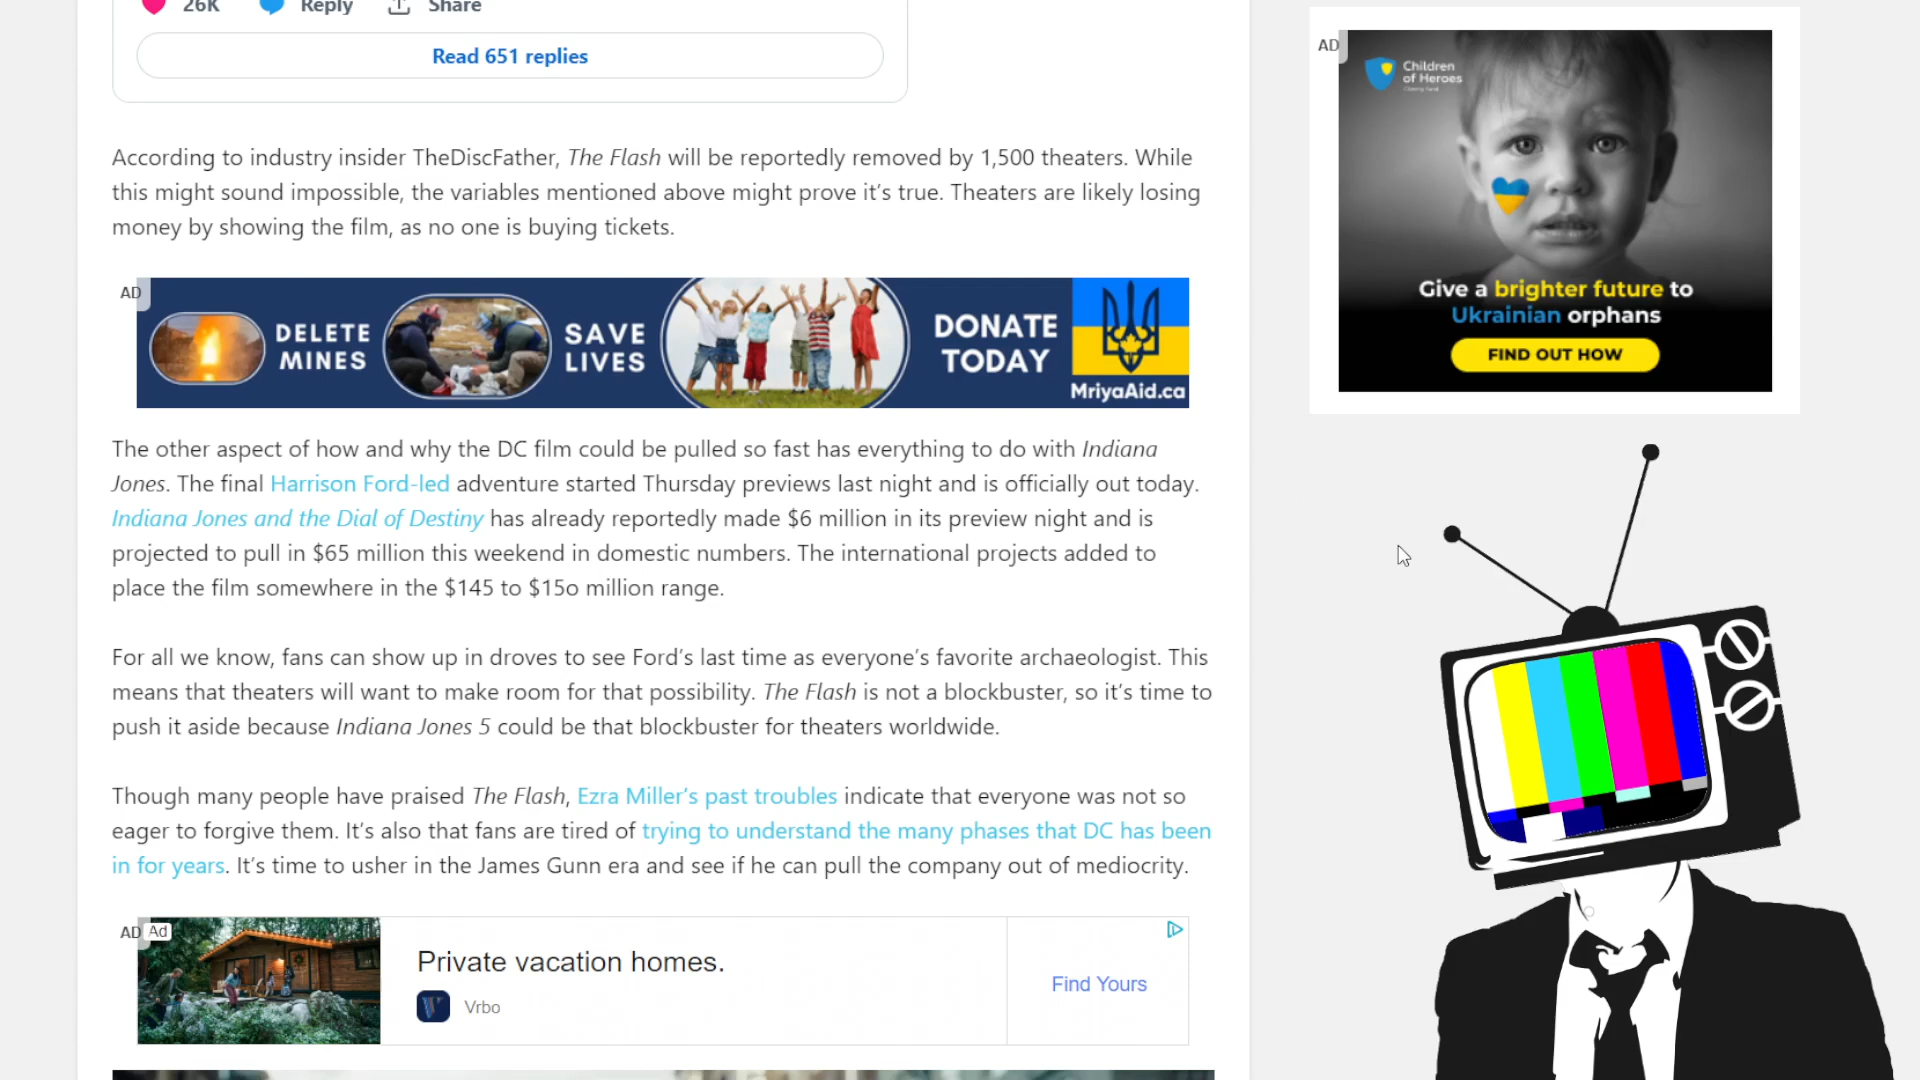 26K Reply Share
Read 651 replies
According to industry insider TheDiscFather, The Flash will be reportedly removed by 1,500 theaters. While
this might sound impossible, the variables mentioned above might prove it's true. Theaters are likely losing
money by showing the film, as no one is buying tickets.
AD
DELETE
MINES
SAVE
LIVES
DONATE
TODAY
MriyaAid.ca
The other aspect of how and why the DC film could be pulled so fast has everything to do with Indiana
Jones. The final Harrison Ford-led adventure started Thursday previews last night and is officially out today.
Indiana Jones and the Dial of Destiny has already reportedly made $6 million in its preview night and is
projected to pull in $65 million this weekend in domestic numbers. The international projects added to
place the film somewhere in the $145 to $15o million range.
For all we know, fans can show up in droves to see Ford's last time as everyone's favorite archaeologist. This
means that theaters will want to make room for that possibility. The Flash is not a blockbuster, so it's time to
push it aside because Indiana Jones 5 could be that blockbuster for theaters worldwide.
Though many people have praised The Flash, Ezra Miller's past troubles indicate that everyone was not so
eager to forgive them. It's also that fans are tired of trying to understand the many phases that DC has been
in for years. It's time to usher in the James Gunn era and see if he can pull the company out of mediocrity.
AD Ad
Private vacation homes.
Vrbo
Find Yours
AD
Children
of Heroes
Give a brighter future to
Ukrainian orphans
FIND OUT HOW